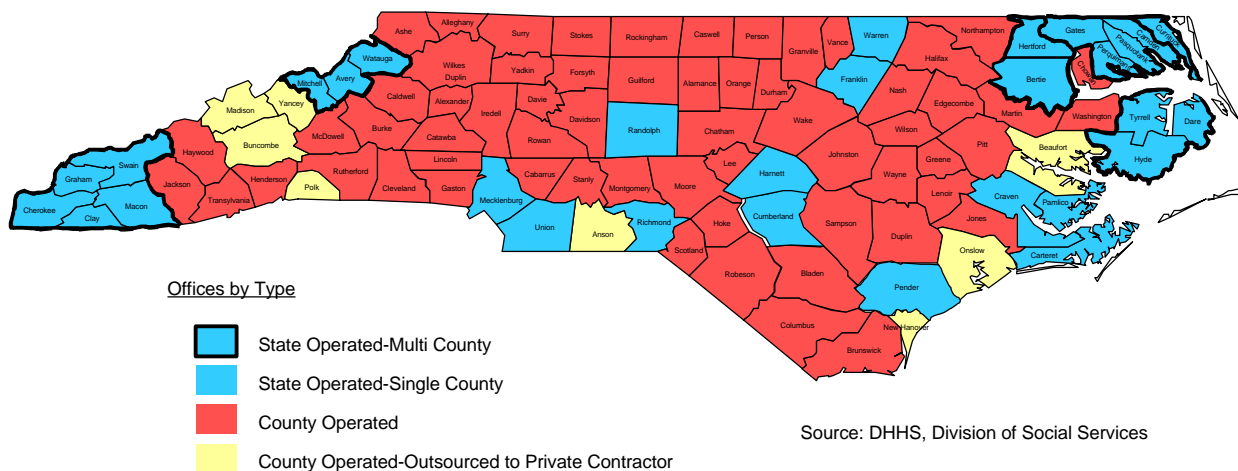 Alleghany
Ashe
Surry
Stokes
Rockingham
Caswell
Person
Granville
Vance
Warren
Northampton
Hertford
Gates
Currituck
Camden
Pasquotank
Perquimans
Chowan
Bertie
Halifax
Franklin
Watauga
Wilkes
Duplin
Yadkin
Forsyth
Guilford
Alamance
Orange
Durham
Mitchell
Avery
Yancey
Madison
Caldwell
Alexander
Iredell
Davie
Davidson
Randolph
Chatham
Wake
Nash
Edgecombe
Martin
Washington
Tyrrell
Dare
Hyde
Beaufort
Pitt
Wilson
Johnston
Greene
Wayne
Lenoir
Craven
Pamlico
Jones
Carteret
Onslow
Buncombe
McDowell
Burke
Catawba
Rowan
Lincoln
Swain
Haywood
Graham
Jackson
Henderson
Polk
Rutherford
Cleveland
Gaston
Cabarrus
Stanly
Montgomery
Moore
Lee
Harnett
Cherokee
Clay
Macon
Transylvania
Mecklenburg
Union
Anson
Richmond
Scotland
Hoke
Cumberland
Sampson
Duplin
Robeson
Bladen
Pender
Columbus
New Hanover
Brunswick
Offices by Type
State Operated-Multi County
State Operated-Single County
County Operated
County Operated-Outsourced to Private Contractor
Source: DHHS, Division of Social Services